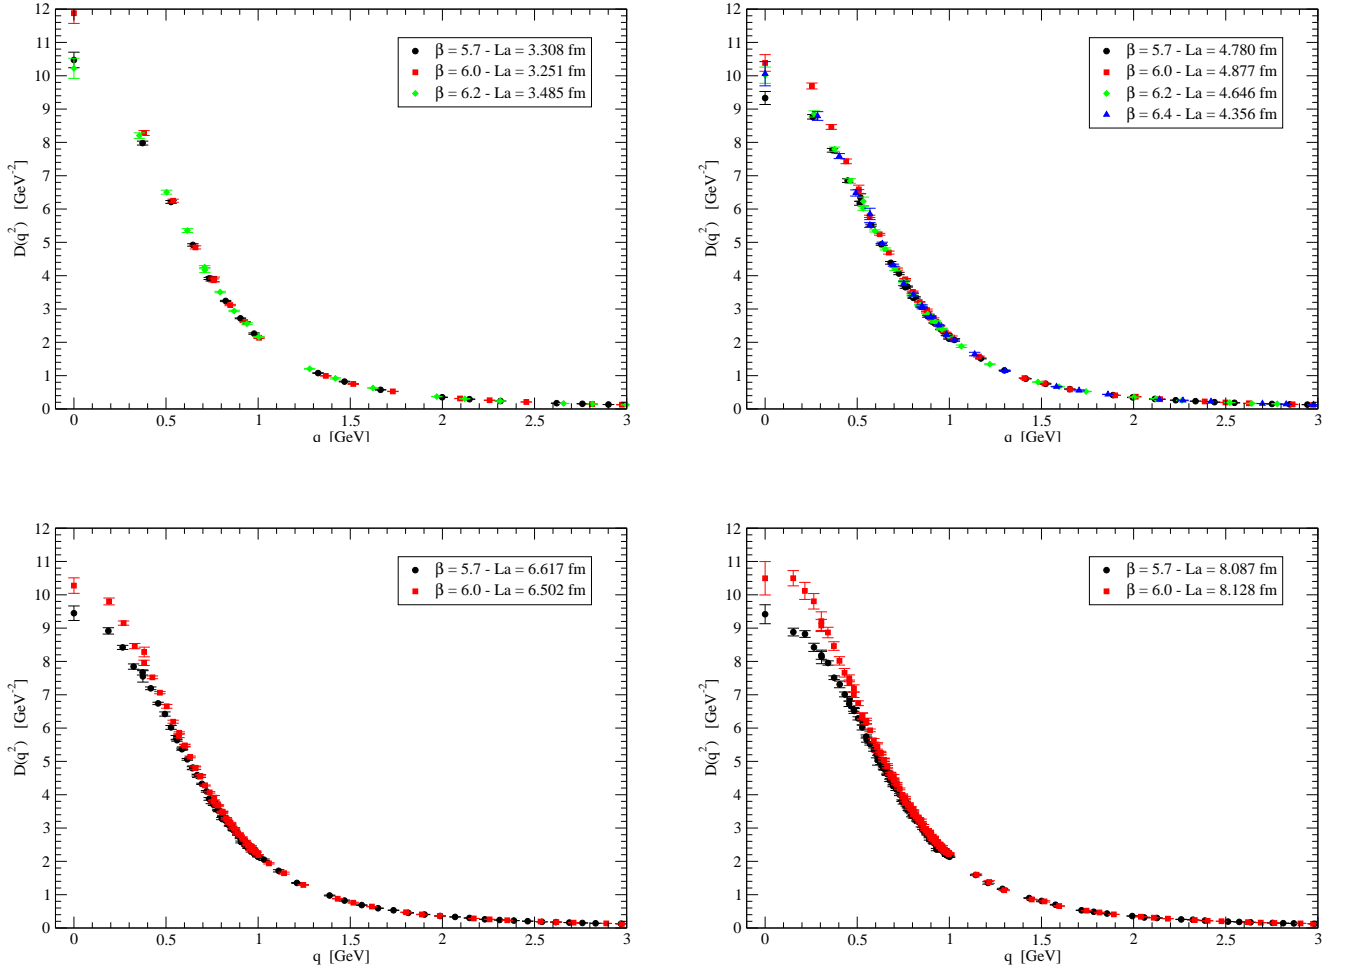 12
11
10
9
8
7
6
5
4
3
2
1
0
D(q²) [GeV⁻²]
β = 5.7 - La = 3.308 fm
β = 6.0 - La = 3.251 fm
β = 6.2 - La = 3.485 fm
0 0.5 1 1.5 2 2.5 3
q [GeV]
12
11
10
9
8
7
6
5
4
3
2
1
0
D(q²) [GeV⁻²]
β = 5.7 - La = 4.780 fm
β = 6.0 - La = 4.877 fm
β = 6.2 - La = 4.646 fm
β = 6.4 - La = 4.356 fm
0 0.5 1 1.5 2 2.5 3
q [GeV]
12
11
10
9
8
7
6
5
4
3
2
1
0
D(q²) [GeV⁻²]
β = 5.7 - La = 6.617 fm
β = 6.0 - La = 6.502 fm
0 0.5 1 1.5 2 2.5 3
q [GeV]
12
11
10
9
8
7
6
5
4
3
2
1
0
D(q²) [GeV⁻²]
β = 5.7 - La = 8.087 fm
β = 6.0 - La = 8.128 fm
0 0.5 1 1.5 2 2.5 3
q [GeV]